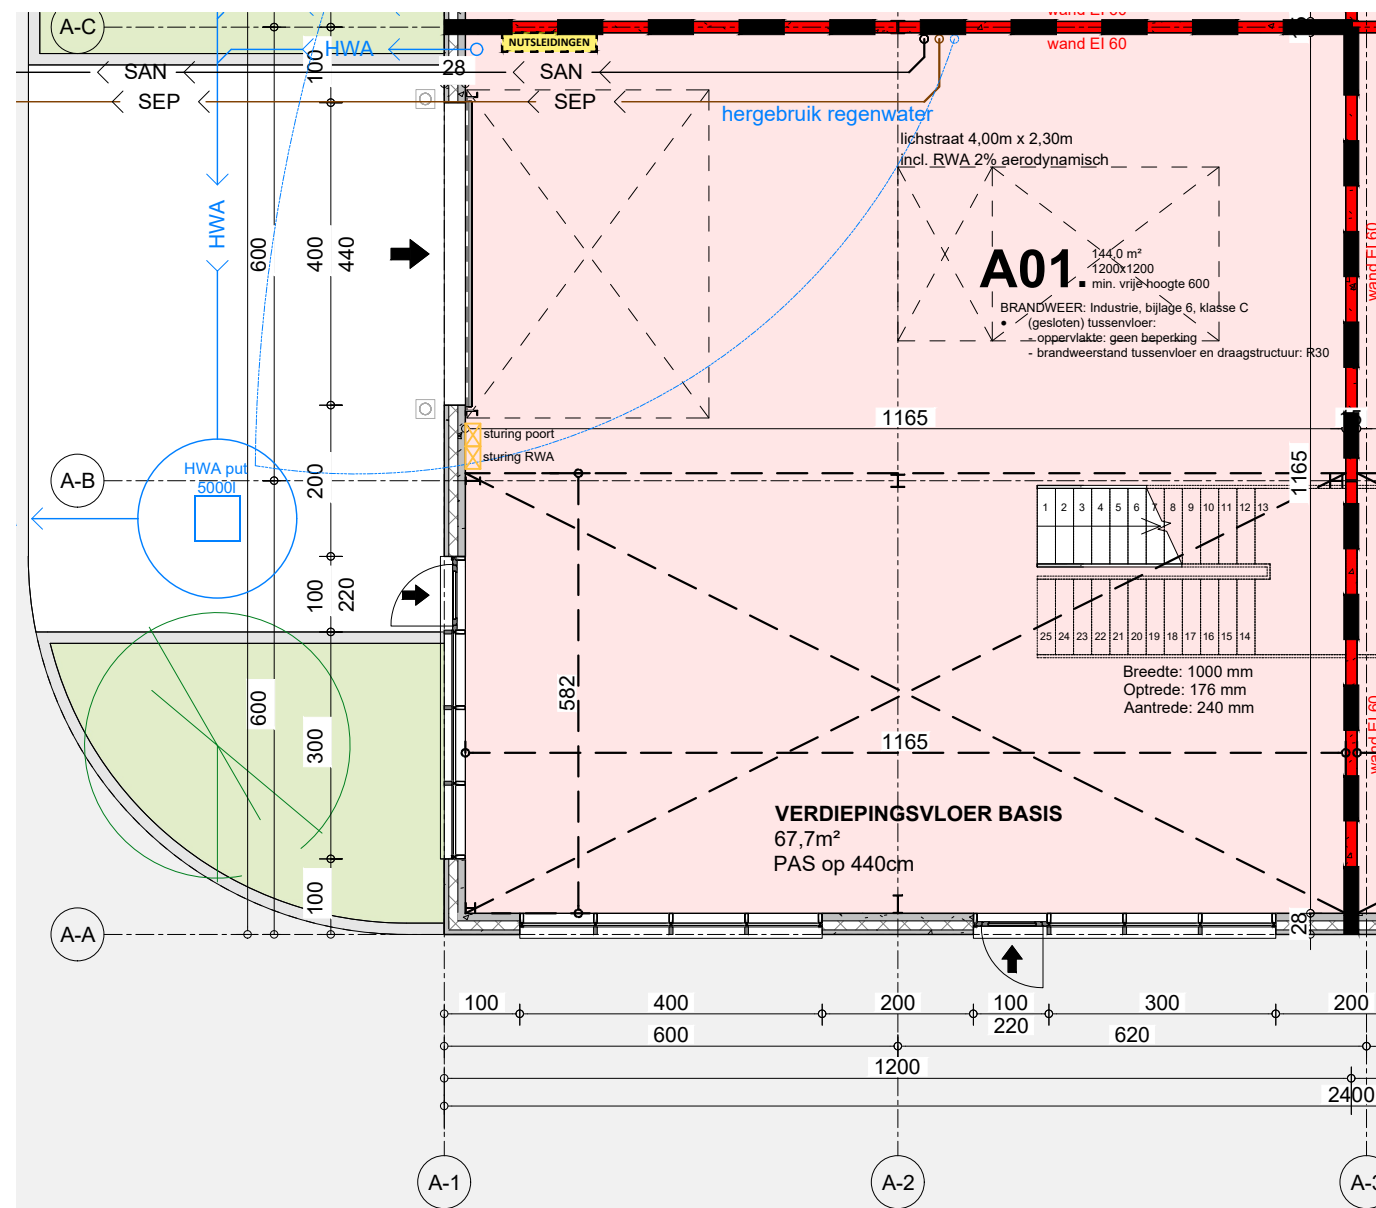 A-C
HWA
NUTSLEIDINGEN
wand EI 60
SAN
28
SAN
SEP
SEP
100
hergebruik regenwater
lichstraat 4,00m x 2,30m
incl. RWA 2% aerodynamisch
HWA
600
400
440
A01.
144,0 m²
1200x1200
min. vrije hoogte 600
BRANDWEER: Industrie, bijlage 6, klasse C
• (gesloten) tussenvloer:
- oppervlakte: geen beperking
- brandweerstand tussenvloer en draagstructuur: R30
wand EI 60
1165
15
sturing poort
sturing RWA
A-B
HWA put
5000l
200
1165
1 2 3 4 5 6 7 8 9 10 11 12 13
100
220
25 24 23 22 21 20 19 18 17 16 15 14
Breedte: 1000 mm
Optrede: 176 mm
Aantrede: 240 mm
582
600
300
1165
wand EI 60
VERDIEPINGSVLOER BASIS
67,7m²
PAS op 440cm
100
28
A-A
100 400 200 100 300 200
220
600 620
1200
2400
A-1
A-2